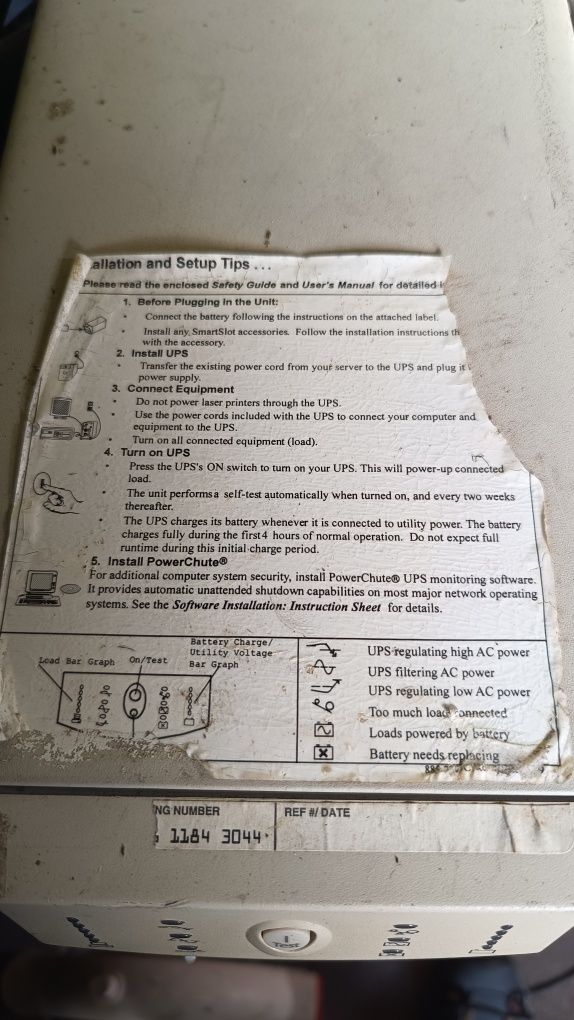 allation and Setup Tips ...
Please read the enclosed Safety Guide and User's Manual for detailed
1. Before Plugging in the Unit:
• Connect the battery following the instructions on the attached label.
• Install any SmartSlot accessories. Follow the installation instructions th
with the accessory.
2. Install UPS
• Transfer the existing power cord from your server to the UPS and plug it
power supply.
3. Connect Equipment
• Do not power laser printers through the UPS.
• Use the power cords included with the UPS to connect your computer and
equipment to the UPS.
• Turn on all connected equipment (load).
4. Turn on UPS
• Press the UPS's ON switch to turn on your UPS. This will power-up connected
load.
• The unit performs a self-test automatically when turned on, and every two weeks
thereafter.
• The UPS charges its battery whenever it is connected to utility power. The battery
charges fully during the first 4 hours of normal operation. Do not expect full
runtime during this initial charge period.
5. Install PowerChute®
For additional computer system security, install PowerChute® UPS monitoring software.
It provides automatic unattended shutdown capabilities on most major network operating
systems. See the Software Installation: Instruction Sheet for details.
Load Bar Graph
On/Test
Battery Charge/
Utility Voltage
Bar Graph
UPS regulating high AC power
UPS filtering AC power
UPS regulating low AC power
Too much load connected
Loads powered by battery
Battery needs replacing
NG NUMBER
1184 3044
REF #/ DATE
I
Test